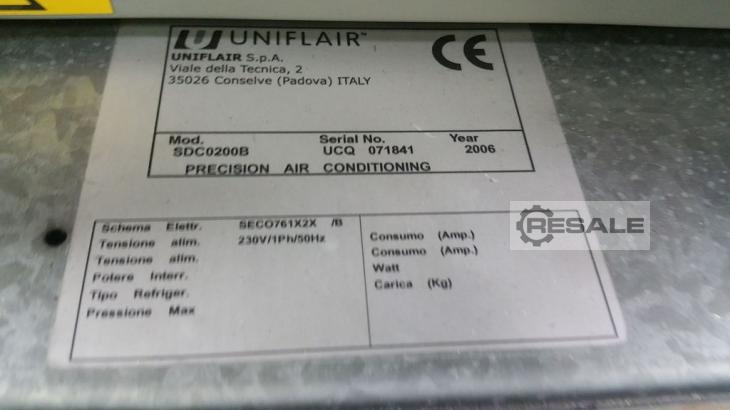 UNIFLAIR™
UNIFLAIR S.p.A.
Viale della Tecnica, 2
35026 Conselve (Padova) ITALY
CE
Mod. Serial No. Year
SDC0200B UCQ 071841 2006
PRECISION AIR CONDITIONING
Schema Elettr. SECO761X2X /B
Tensione alim. 230V/1Ph/50Hz
Tensione alim.
Potere Interr.
Tipo Refriger.
Pressione Max
Consumo (Amp.)
Consumo (Amp.)
Watt
Carica (Kg)
RESALE